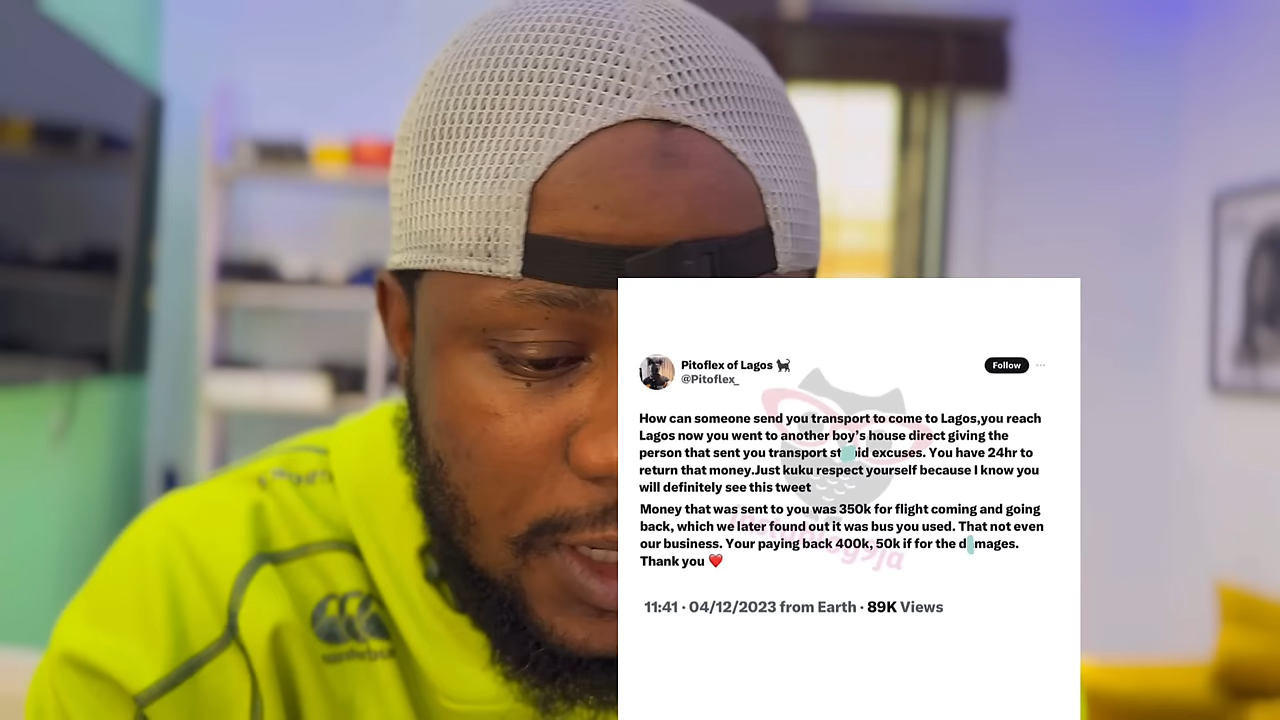 Pitoflex of Lagos 🐈‍⬛
@Pitoflex_
Follow
How can someone send you transport to come to Lagos,you reach
Lagos now you went to another boy's house direct giving the
person that sent you transport st id excuses. You have 24hr to
return that money.Just kuku respect yourself because I know you
will definitely see this tweet
Money that was sent to you was 350k for flight coming and going
back, which we later found out it was bus you used. That not even
our business. Your paying back 400k, 50k if for the d mages.
Thank you ❤️
11:41 · 04/12/2023 from Earth · 89K Views